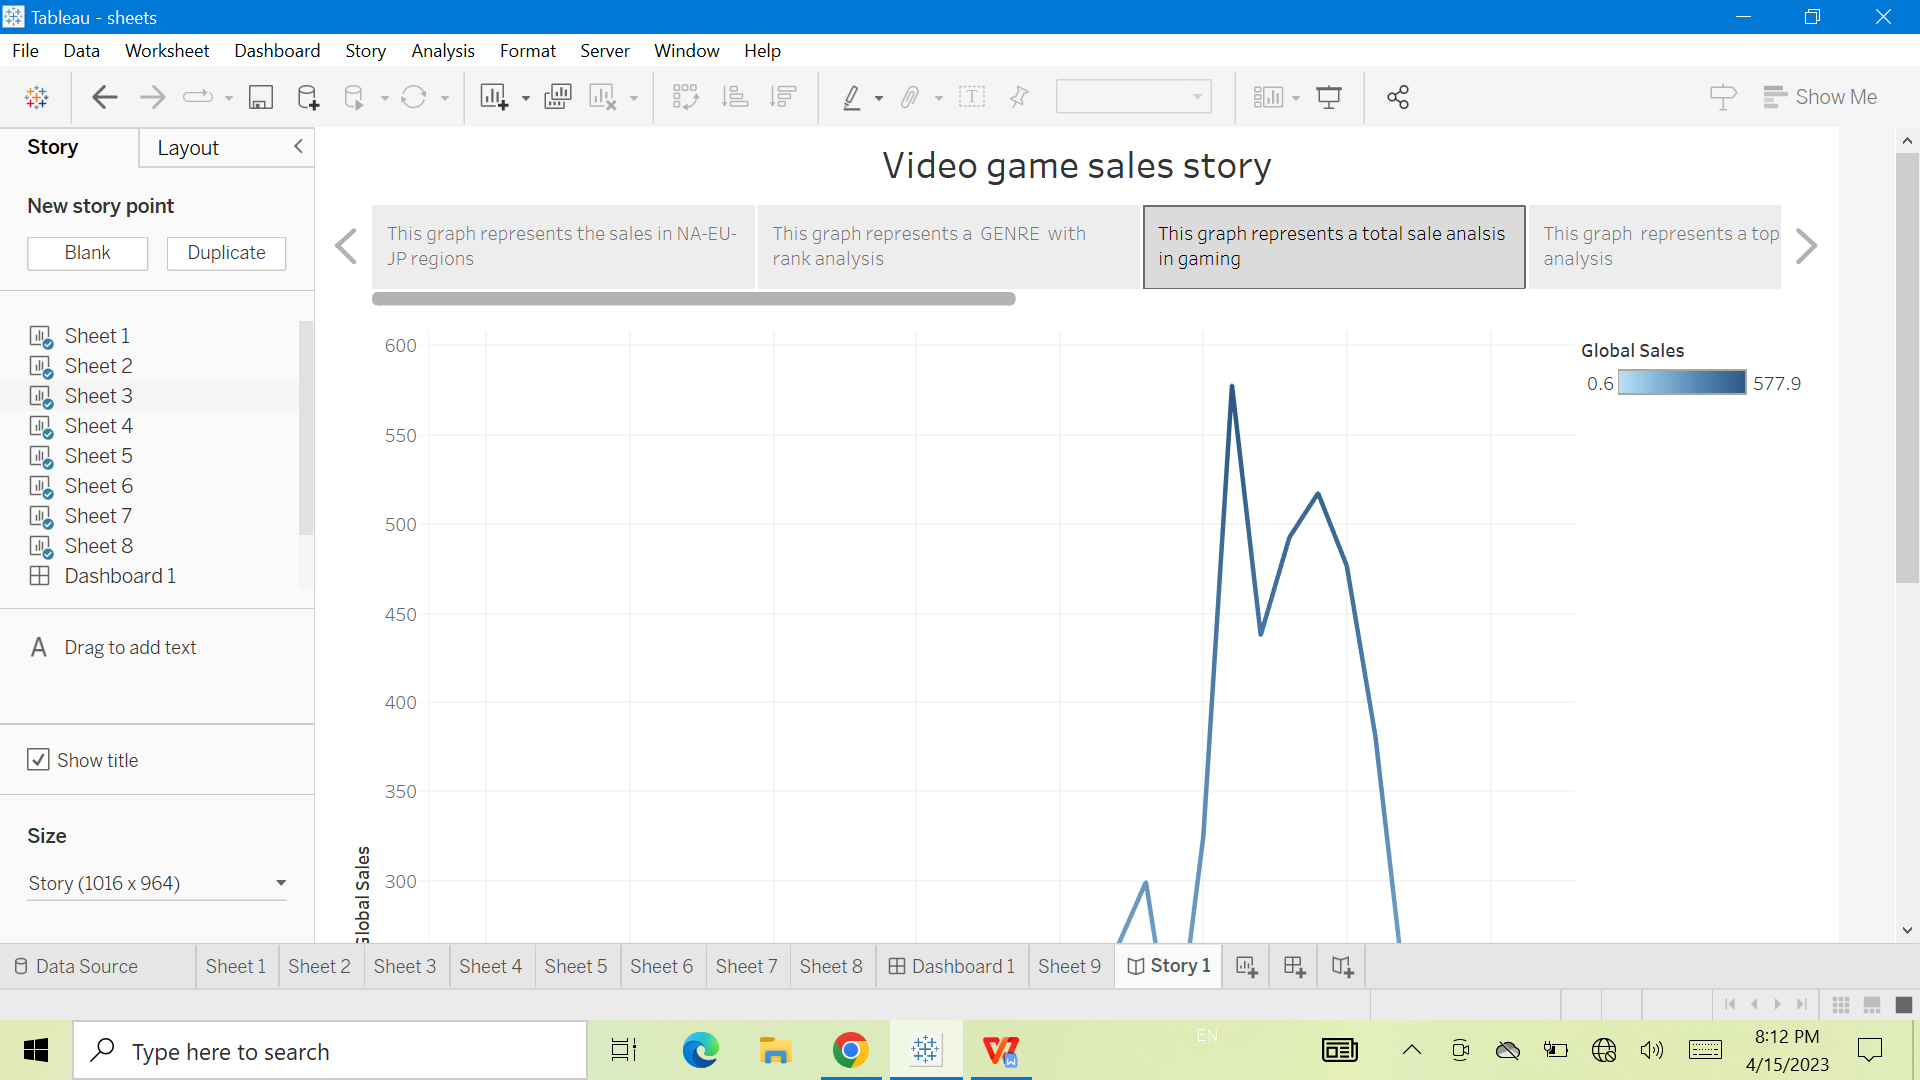 Tableau - sheets
File Data Worksheet Dashboard Story Analysis Format Server Window Help
Show Me
Story Layout
New story point
Blank Duplicate
Sheet 1
Sheet 2
Sheet 3
Sheet 4
Sheet 5
Sheet 6
Sheet 7
Sheet 8
Dashboard 1
A Drag to add text
Show title
Size
Story (1016 x 964)
Video game sales story
This graph represents the sales in NA-EU-
JP regions
This graph represents a GENRE with
rank analysis
This graph represents a total sale analsis
in gaming
This graph represents a top
analysis
600
550
500
450
400
350
300
Global Sales
Global Sales
0.6 577.9
Data Source Sheet 1 Sheet 2 Sheet 3 Sheet 4 Sheet 5 Sheet 6 Sheet 7 Sheet 8 Dashboard 1 Sheet 9 Story 1
Type here to search
EN
8:12 PM
4/15/2023